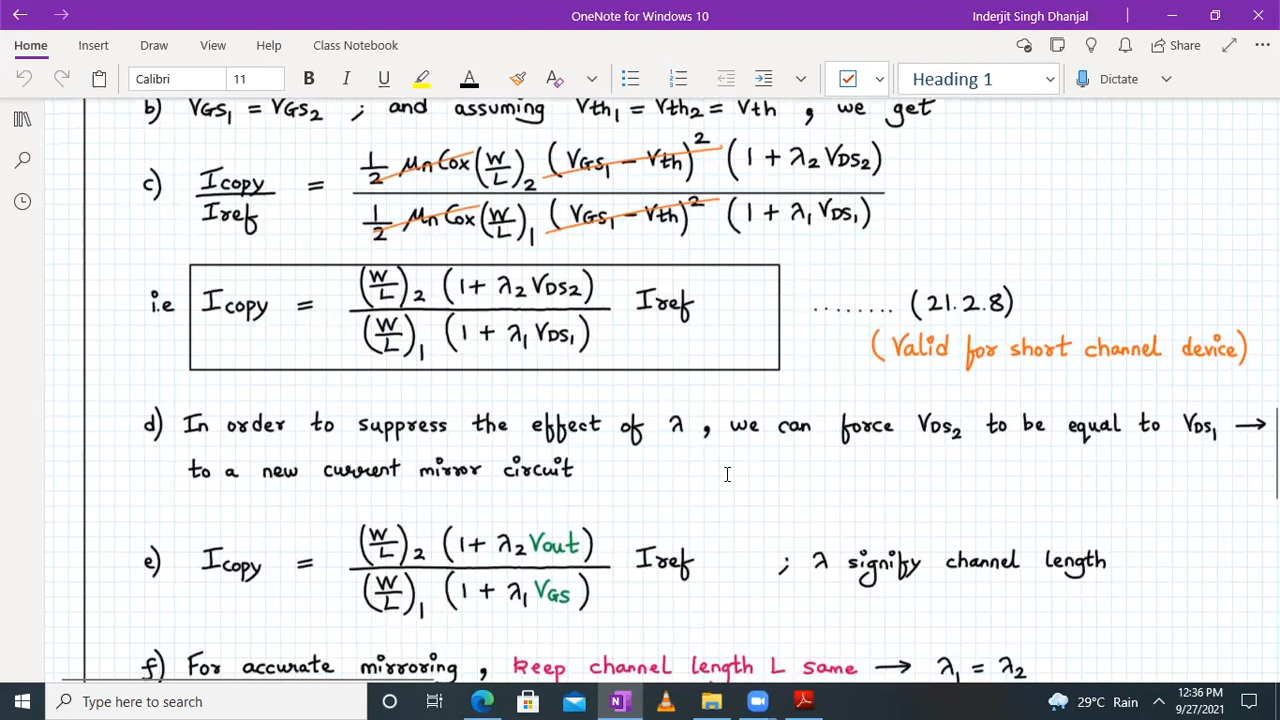 OneNote for Windows 10
Inderjit Singh Dhanjal
Home Insert Draw View Help Class Notebook Share
Calibri 11 B I U A Heading 1 Dictate
b) VGS1 = VGS2 ; and assuming Vth1 = Vth2 = Vth , we get
c) Icopy / Iref = 1/2 μn Cox (W/L)2 (VGS1 - Vth)^2 (1 + λ2 VDS2) / 1/2 μn Cox (W/L)1 (VGS1 - Vth)^2 (1 + λ1 VDS1)
i.e Icopy = (W/L)2 (1 + λ2 VDS2) / (W/L)1 (1 + λ1 VDS1) Iref ........ (21.2.8)
(Valid for short channel device)
d) In order to suppress the effect of λ , we can force VDS2 to be equal to VDS1 →
to a new current mirror circuit
e) Icopy = (W/L)2 (1 + λ2 Vout) / (W/L)1 (1 + λ1 VGS) Iref ; λ signify channel length
f) For accurate mirroring , keep channel length L same → λ1 = λ2
Type here to search
29°C Rain
12:36 PM
9/27/2021